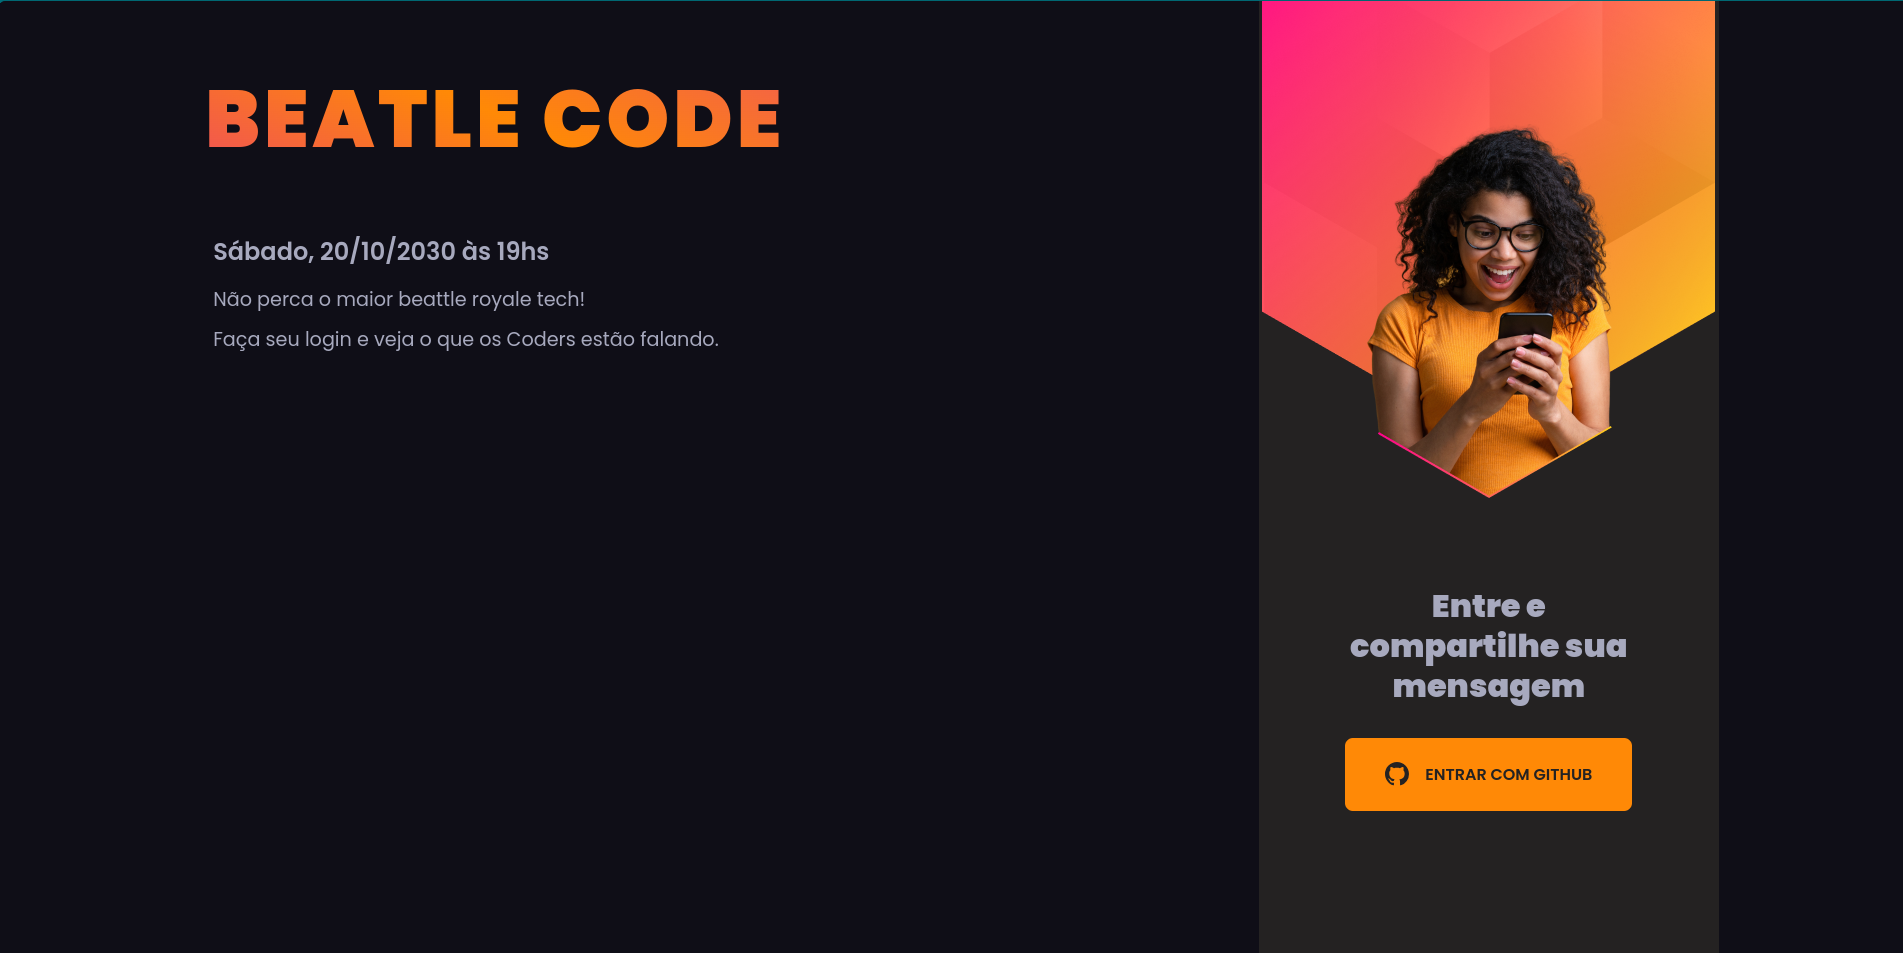 BEATLE CODE
Sábado, 20/10/2030 às 19hs
Não perca o maior beattle royale tech!
Faça seu login e veja o que os Coders estão falando.
Entre e
compartilhe sua
mensagem
ENTRAR COM GITHUB